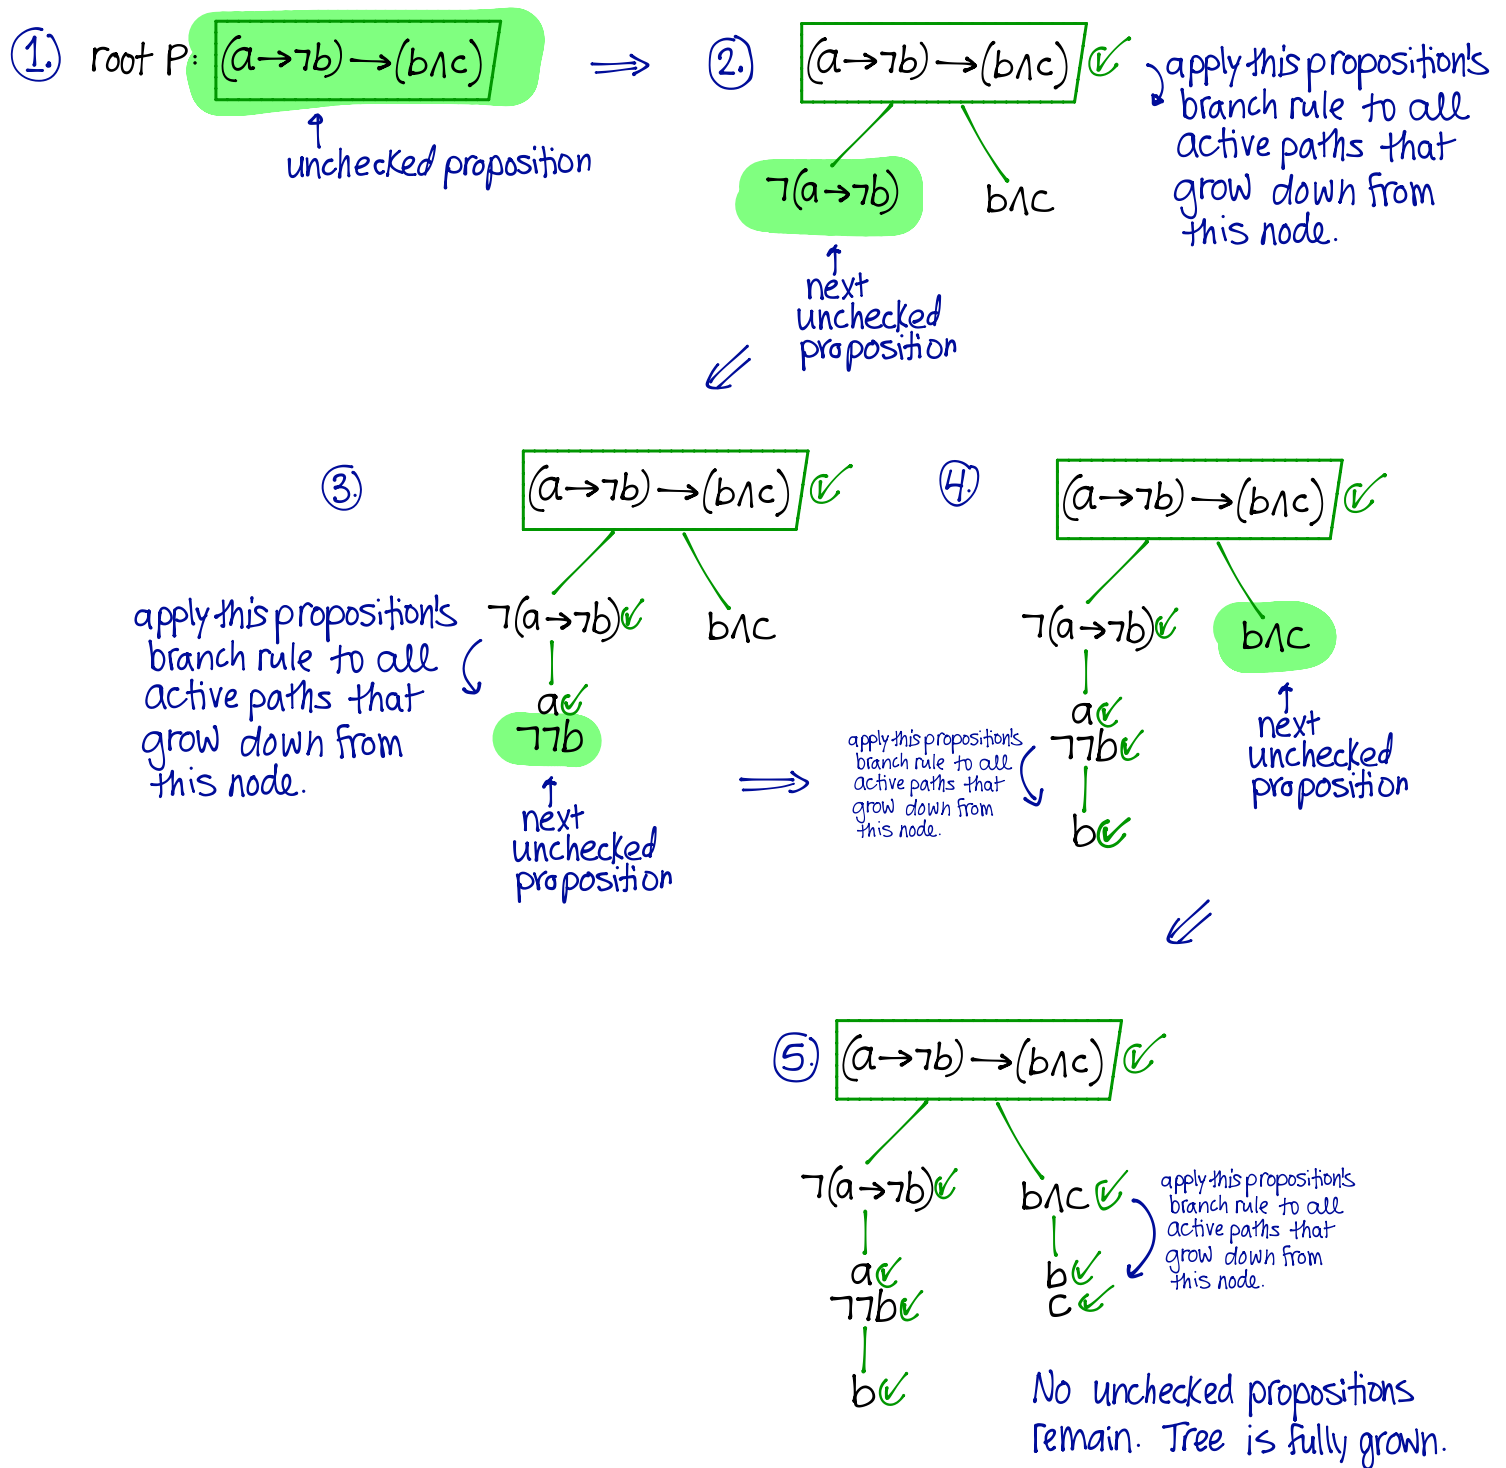 1. root P: (a→¬b)→(b∧c) ⇒
unchecked proposition
2. (a→¬b)→(b∧c) ✓
¬(a→¬b) b∧c
next
unchecked
proposition
apply this proposition's
branch rule to all
active paths that
grow down from
this node.
3. (a→¬b)→(b∧c) ✓
¬(a→¬b)✓ b∧c
a✓
¬¬b
next
unchecked
proposition
apply this proposition's
branch rule to all
active paths that
grow down from
this node.
⇒
4. (a→¬b)→(b∧c) ✓
¬(a→¬b)✓ b∧c
a✓
¬¬b✓
b✓
apply this proposition's
branch rule to all
active paths that
grow down from
this node.
next
unchecked
proposition
5. (a→¬b)→(b∧c) ✓
¬(a→¬b)✓ b∧c ✓
a✓ b✓
¬¬b✓ c✓
b✓
apply this proposition's
branch rule to all
active paths that
grow down from
this node.
No unchecked propositions
remain. Tree is fully grown.